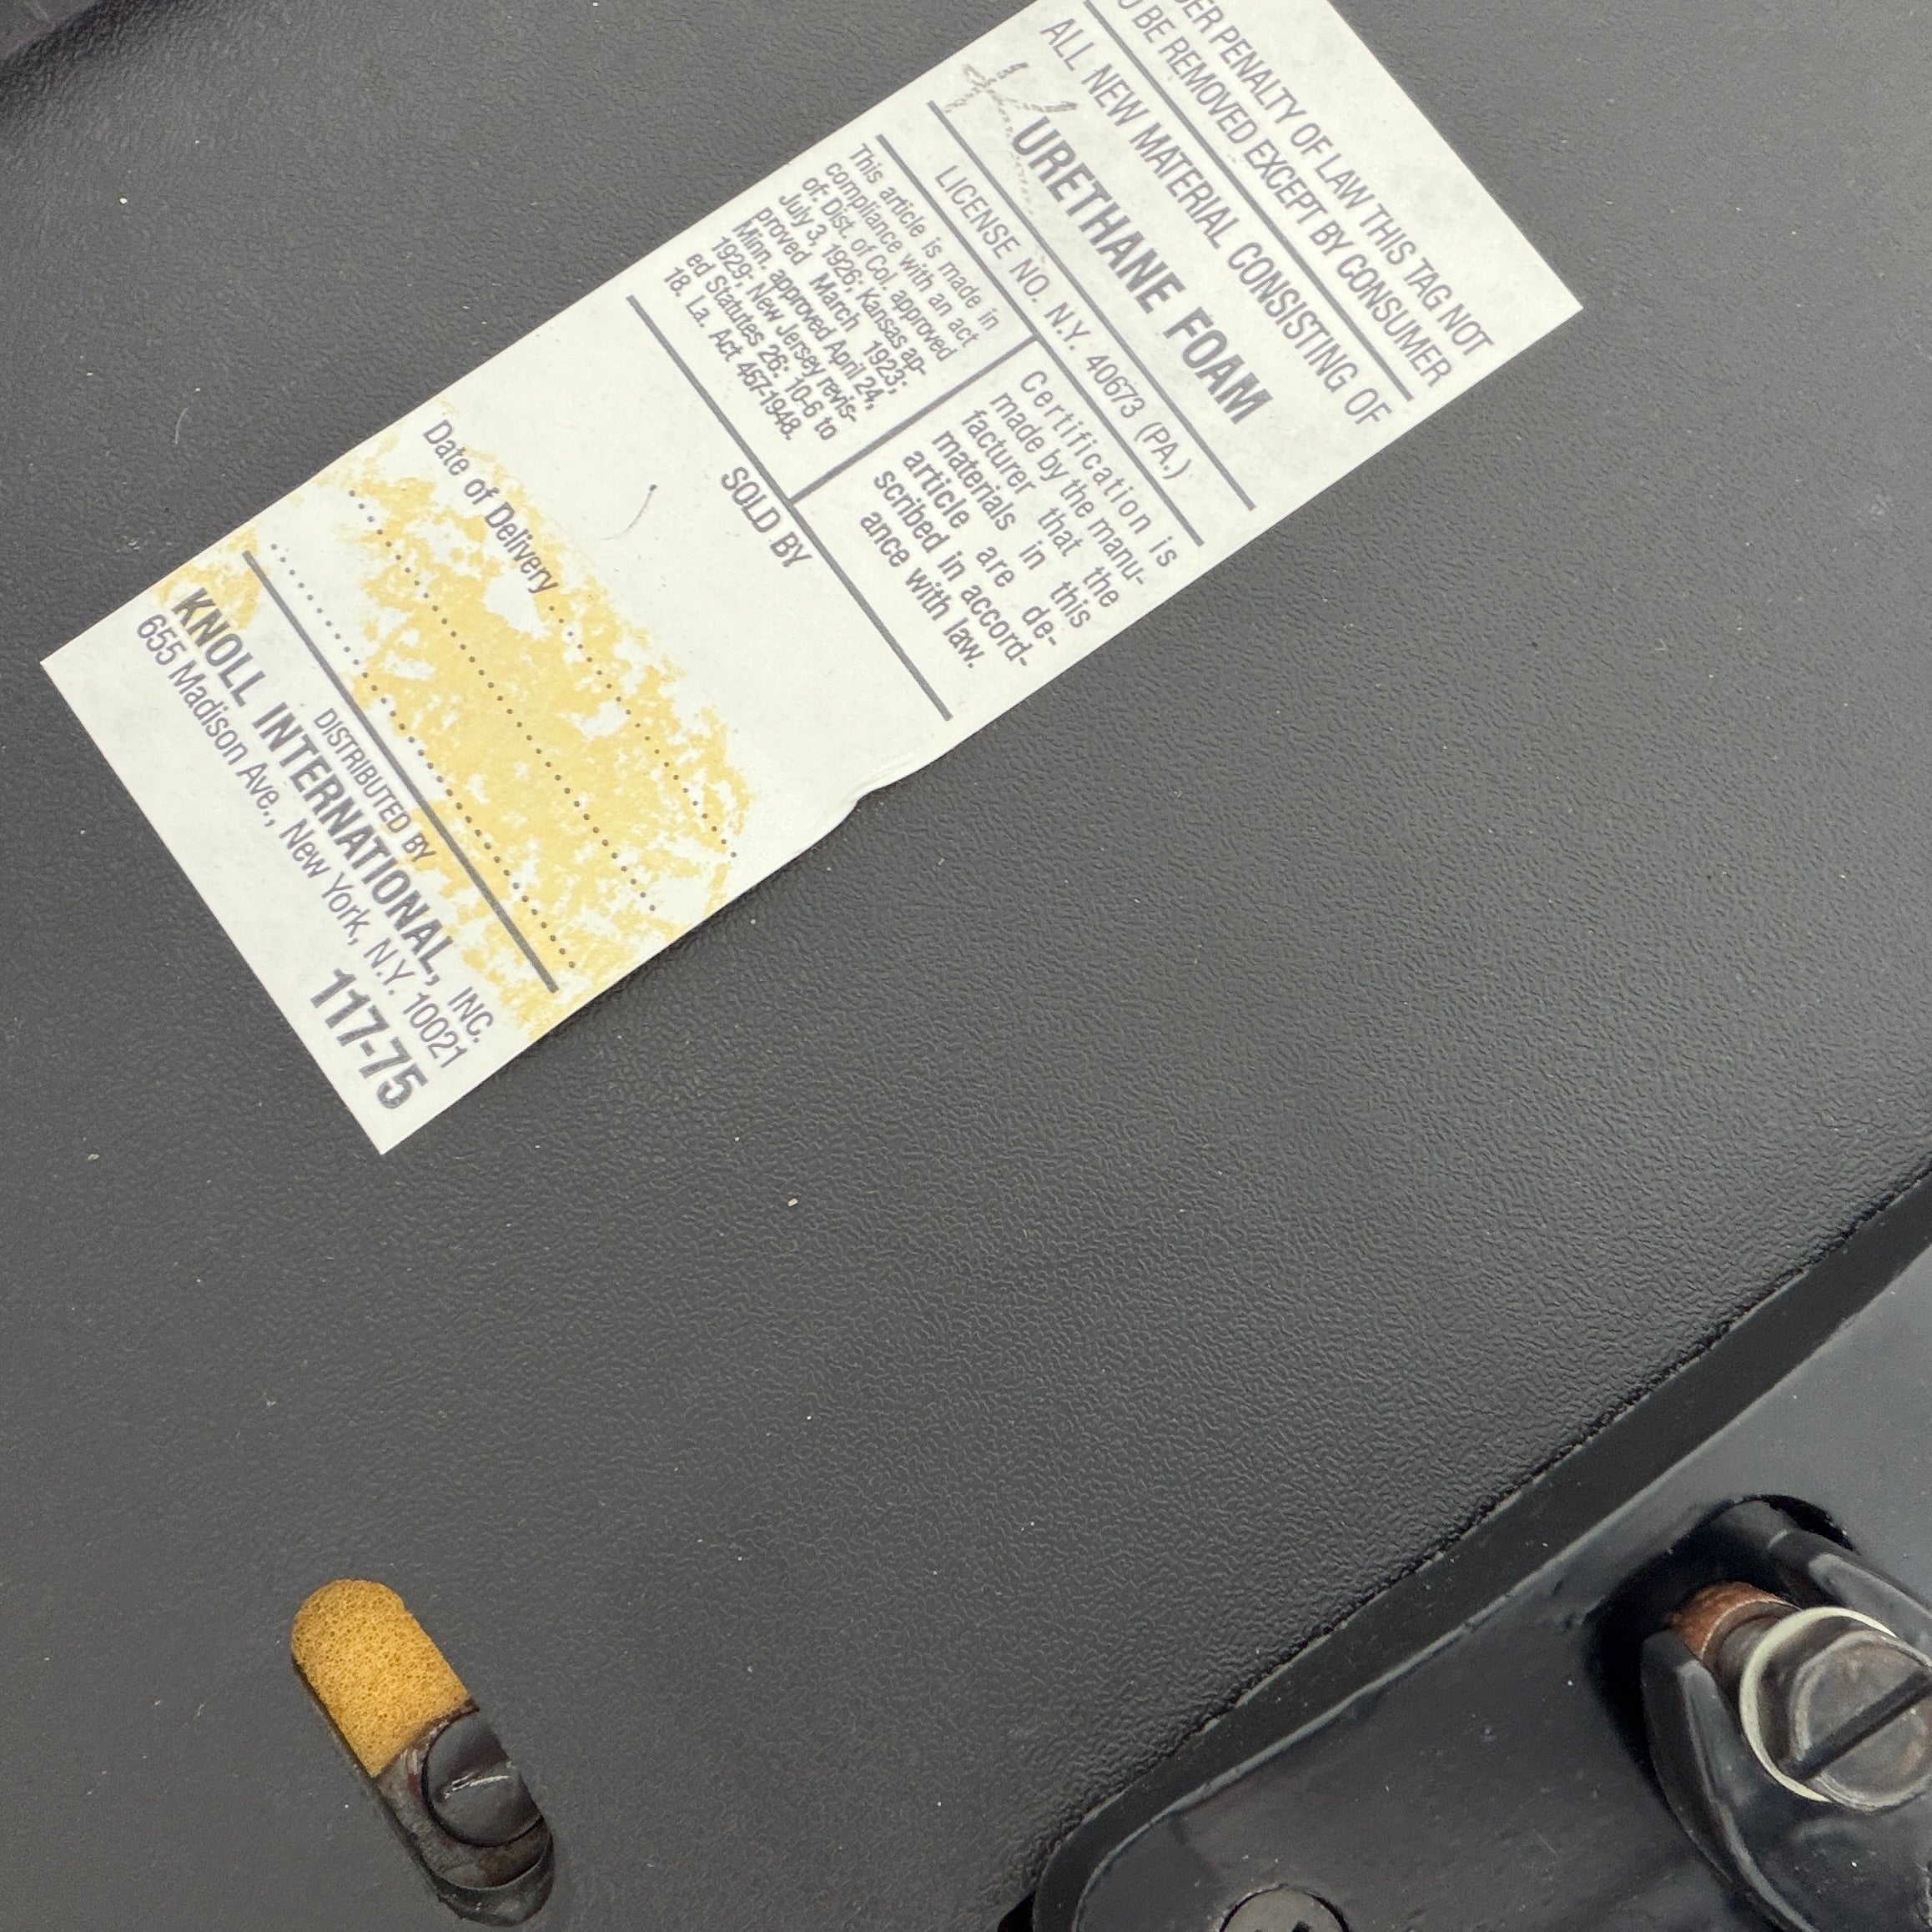 DER PENALTY OF LAW THIS TAG NOT
O BE REMOVED EXCEPT BY CONSUMER
ALL NEW MATERIAL CONSISTING OF
URETHANE FOAM
LICENSE NO. N.Y. 40673 (PA.)
This article is made in
compliance with an act
of: Dist. of Col. approved
July 3, 1926; Kansas ap-
proved March 1923;
Minn. approved April 24,
1929; New Jersey revis-
ed Statutes 26: 10-6 to
18. La. Act 467-1948.
Certification is
made by the manu-
facturer that the
materials in this
article are de-
scribed in accord-
ance with law.
SOLD BY
Date of Delivery
DISTRIBUTED BY
KNOLL INTERNATIONAL, INC.
655 Madison Ave., New York, N.Y. 10021
117-75